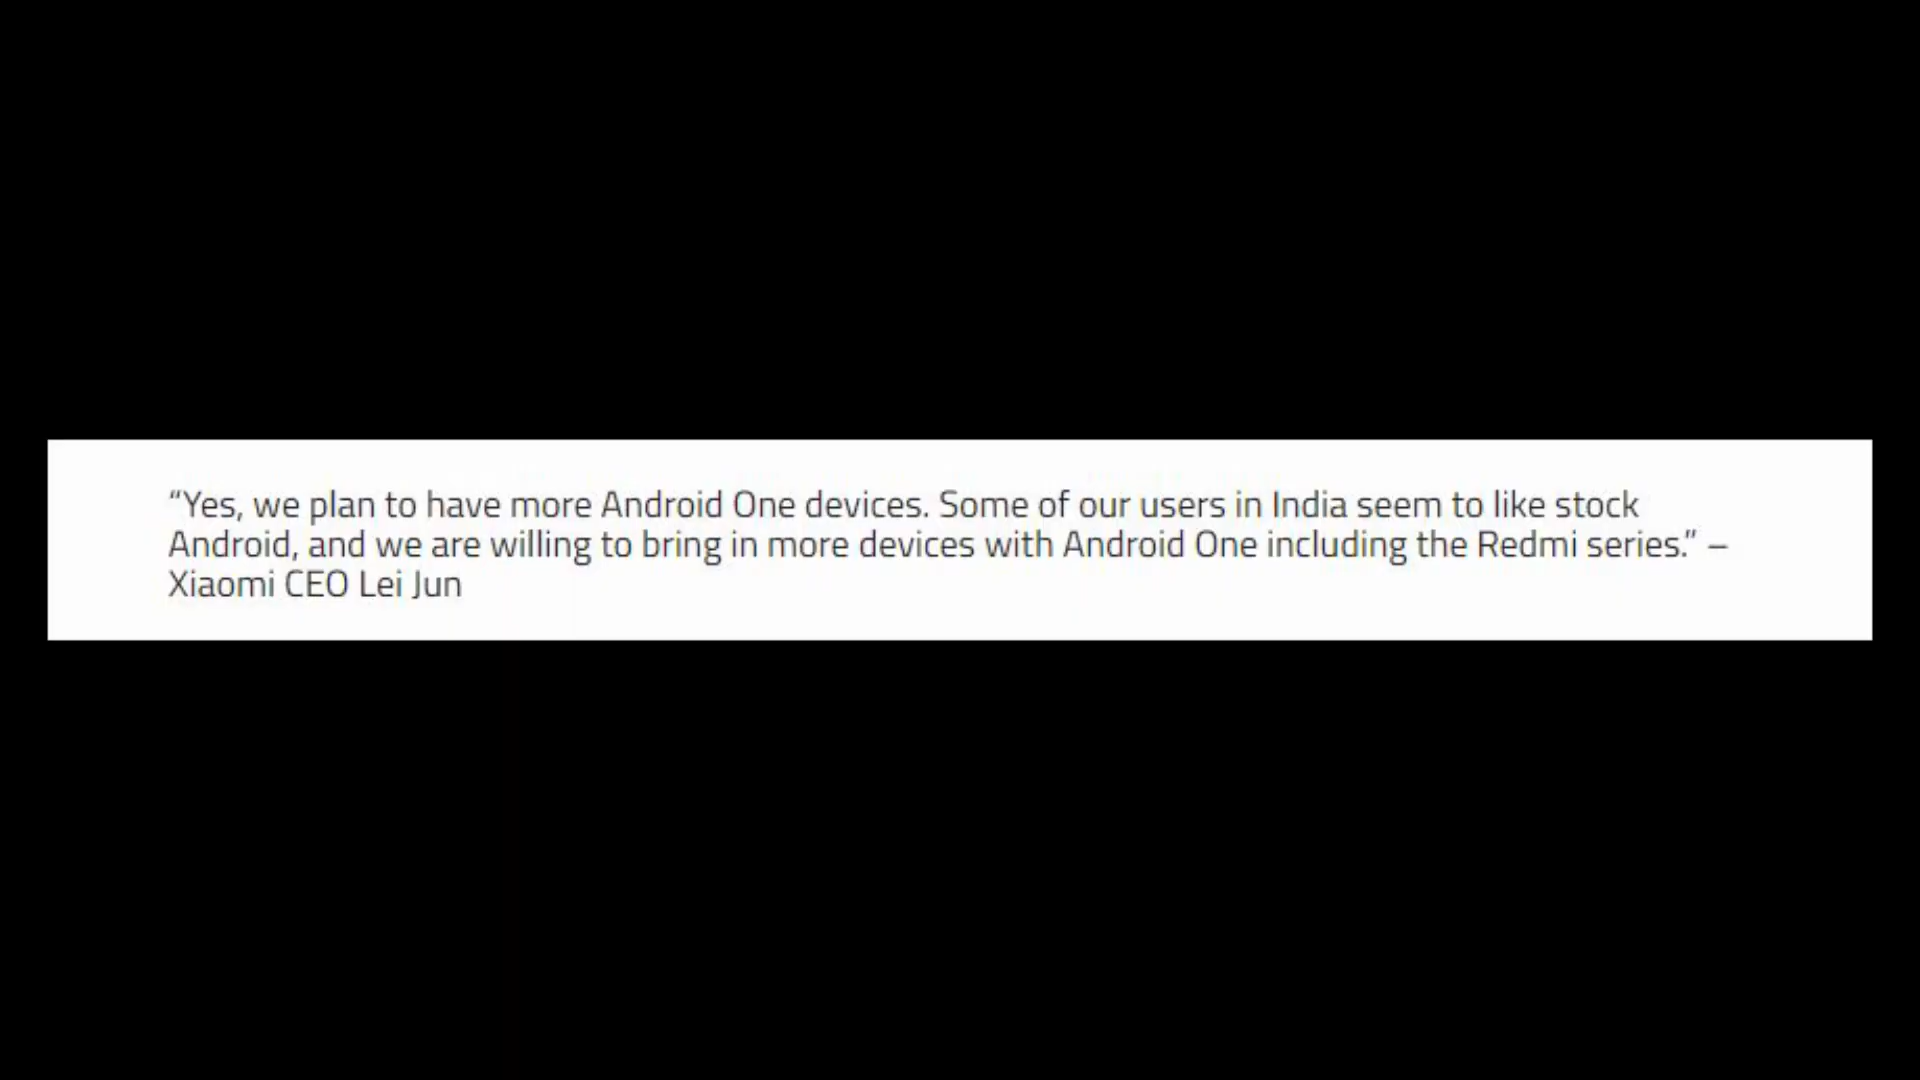 “Yes, we plan to have more Android One devices. Some of our users in India seem to like stock
Android, and we are willing to bring in more devices with Android One including the Redmi series.” –
Xiaomi CEO Lei Jun